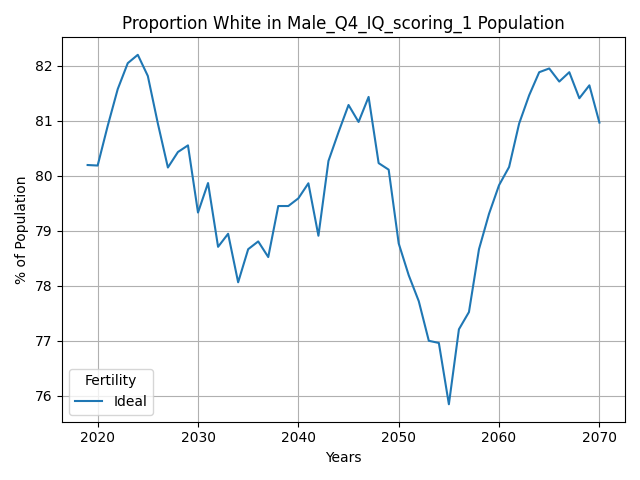 Proportion White in Male_Q4_IQ_scoring_1 Population
% of Population
82
81
80
79
78
77
76
Fertility
Ideal
2020 2030 2040 2050 2060 2070
Years